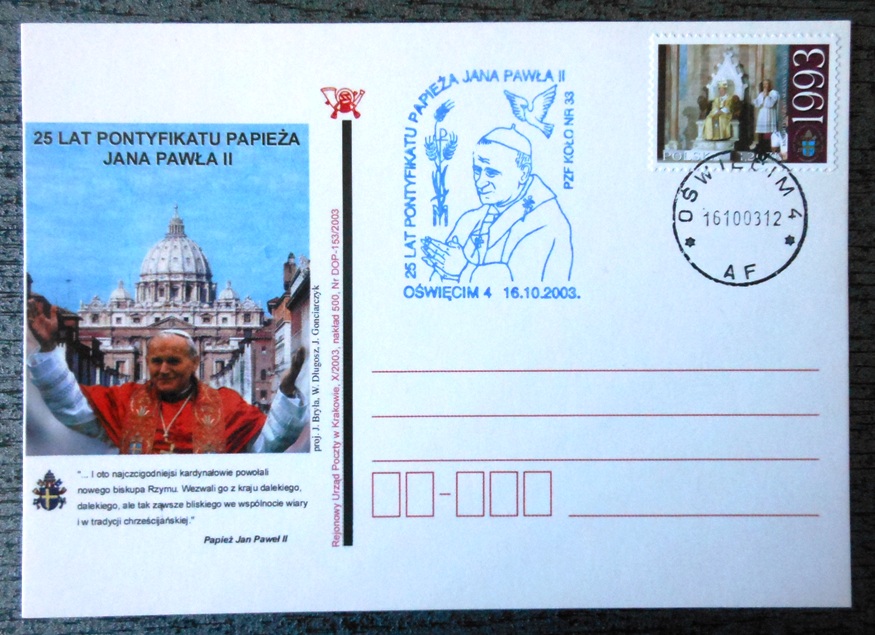 25 LAT PONTYFIKATU PAPIEŻA
JANA PAWŁA II
"... I oto najczcigodniejsi kardynałowie powołali
nowego biskupa Rzymu. Wezwali go z kraju dalekiego,
dalekiego, ale tak zawsze bliskiego we wspólnocie wiary
i w tradycji chrześcijańskiej."
Papież Jan Paweł II
proj. J. Bryła, W. Długosz, J. Gonciarczyk
Rejonowy Urząd Poczty w Krakowie, X/2003, nakład 500, Nr DOP-153/2003
25 LAT PONTYFIKATU PAPIEŻA JANA PAWŁA II
PZF KOŁO NR 33
OŚWIĘCIM 4 16.10.2003.
1993
POLSKA
OŚWIĘCIM 4
16100312
AF